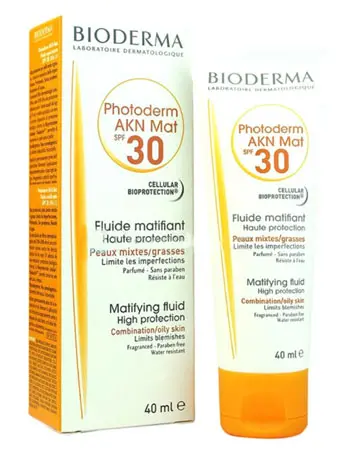 BIODERMA
LABORATOIRE DERMATOLOGIQUE
Photoderm
AKN Mat
SPF 30
CELLULAR
BIOPROTECTION®
Fluide matifiant
Haute protection
Peaux mixtes/grasses
Limite les imperfections
Parfumé - Sans paraben
Résiste à l'eau
Matifying fluid
High protection
Combination/oily skin
Limits blemishes
Fragranced - Paraben free
Water resistant
40 ml e
BIODERMA
LABORATOIRE DERMATOLOGIQUE
Photoderm
AKN Mat
SPF 30
CELLULAR
BIOPROTECTION®
Fluide matifiant
Haute protection
Peaux mixtes/grasses
Limite les imperfections
Parfumé - Sans paraben
Résiste à l'eau
Matifying fluid
High protection
Combination/oily skin
Limits blemishes
Fragranced - Paraben free
Water resistant
40 ml e